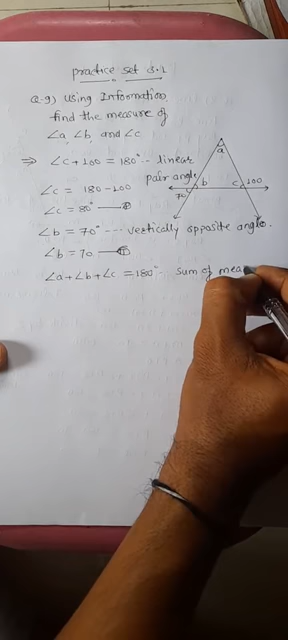 practice set 3.1
Q.9) Using Information
find the measure of
∠a, ∠b, and ∠c
⇒ ∠c + 100 = 180° -- linear
pair angle
∠c = 180 - 100
∠c = 80° — ①
∠b = 70° --- vertically opposite angle.
∠b = 70 — ②
∠a + ∠b + ∠c = 180° - sum of mea
a
b
c
100
70